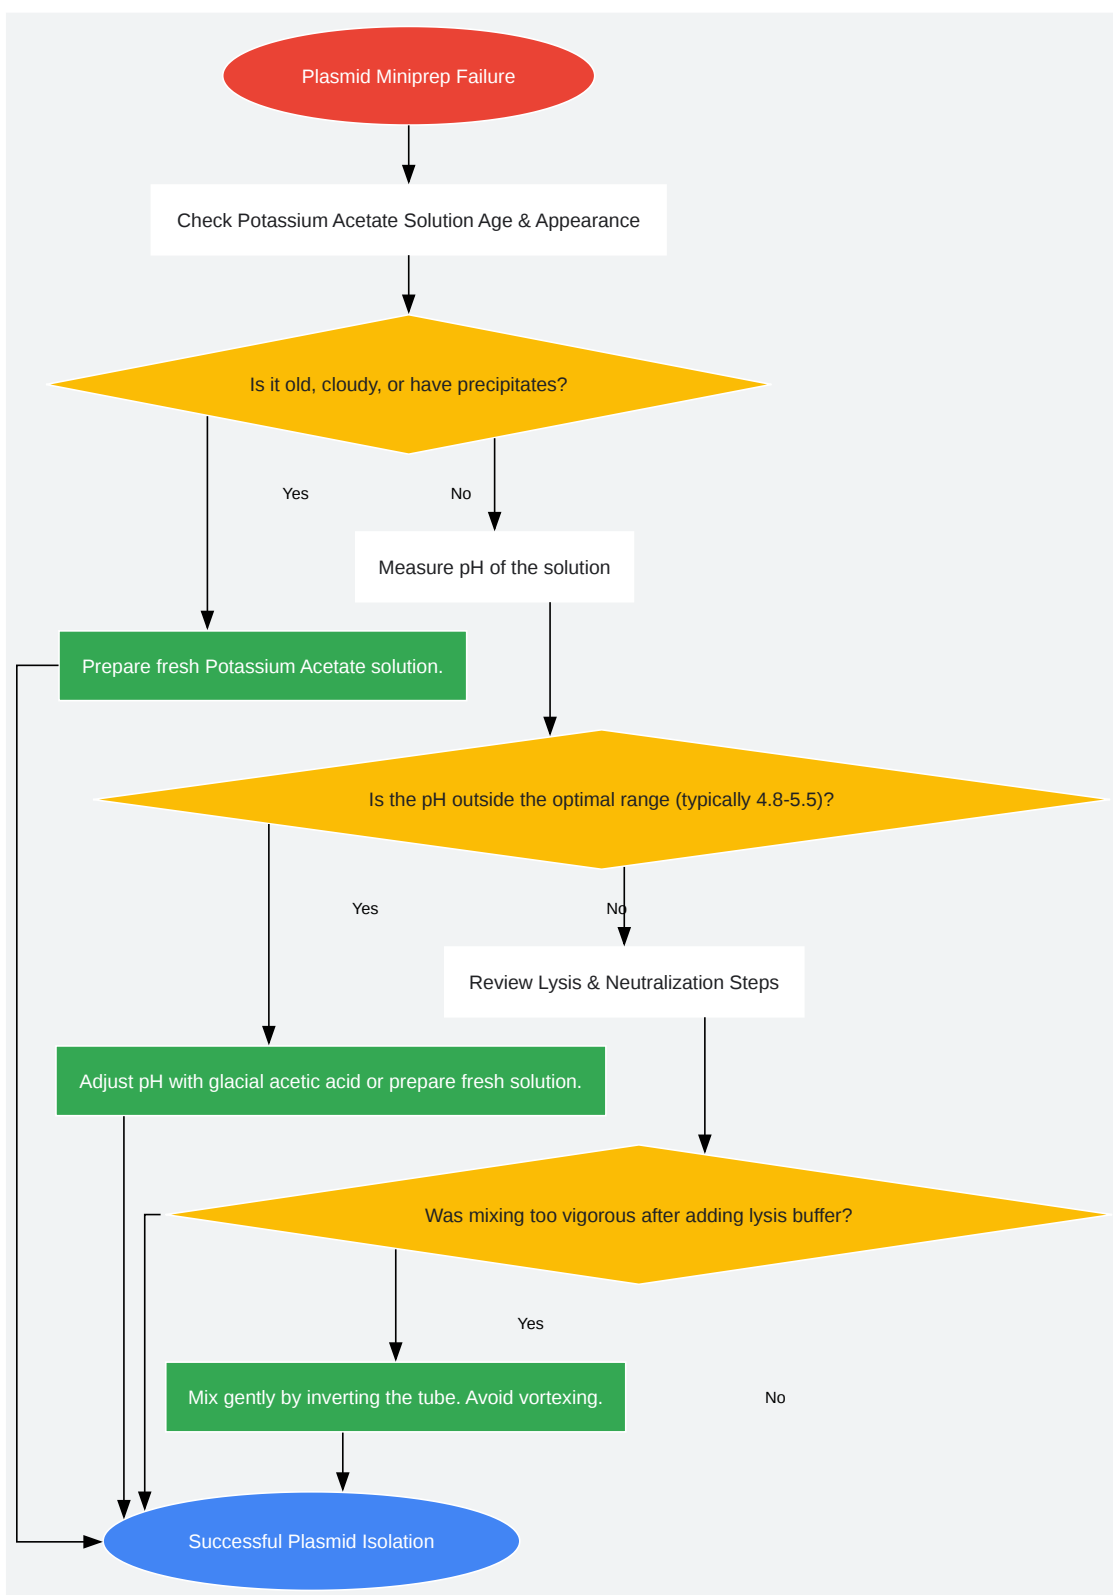 Plasmid Miniprep Failure
Check Potassium Acetate Solution Age & Appearance
Is it old, cloudy, or have precipitates?
Yes
No
Measure pH of the solution
Prepare fresh Potassium Acetate solution.
Is the pH outside the optimal range (typically 4.8-5.5)?
Yes
No
Review Lysis & Neutralization Steps
Adjust pH with glacial acetic acid or prepare fresh solution.
Was mixing too vigorous after adding lysis buffer?
Yes
Mix gently by inverting the tube. Avoid vortexing.
No
Successful Plasmid Isolation